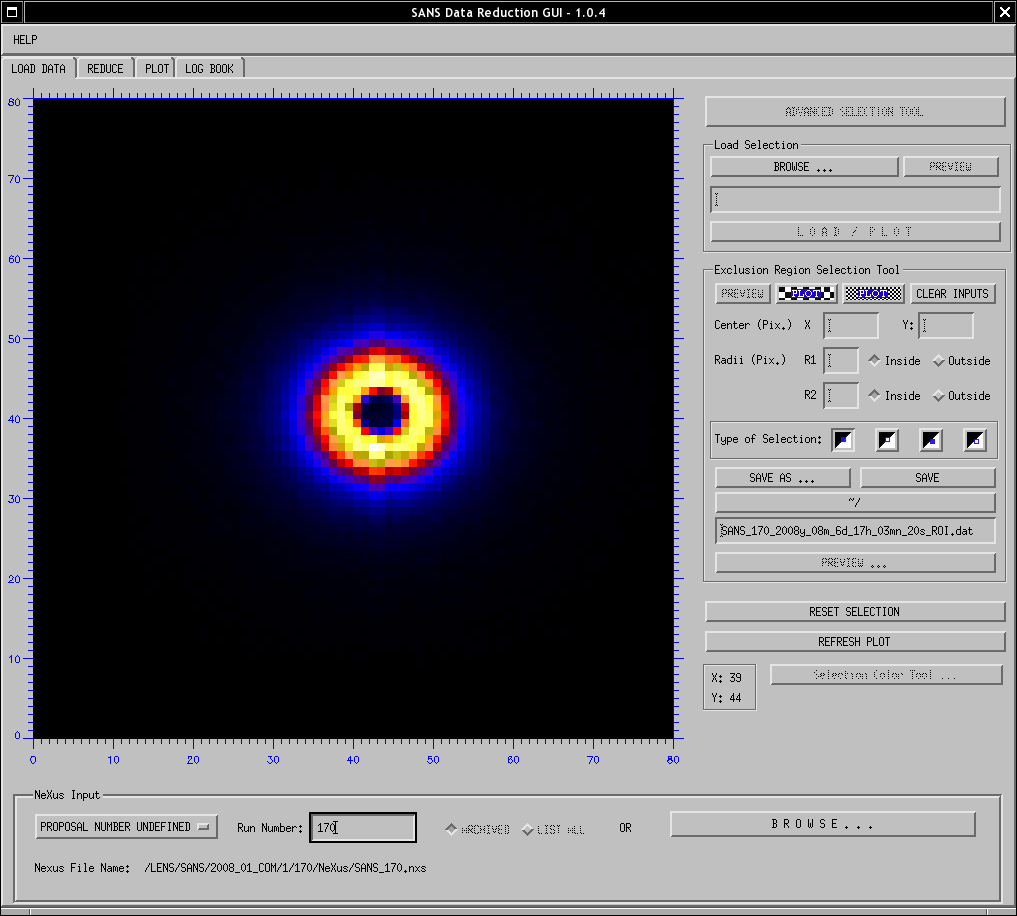 SANS Data Reduction GUI - 1.0.4
HELP
LOAD DATA REDUCE PLOT LOG BOOK
80
70
60
50
40
30
20
10
0
0 10 20 30 40 50 60 70 80
ADVANCED SELECTION TOOL
Load Selection
BROWSE ... PREVIEW
LOAD / PLOT
Exclusion Region Selection Tool
PREVIEW PLOT PLOT CLEAR INPUTS
Center (Pix.) X Y:
Radii (Pix.) R1 Inside Outside
R2 Inside Outside
Type of Selection:
SAVE AS ... SAVE
~/
SANS_170_2008y_08m_6d_17h_03mn_20s_ROI.dat
PREVIEW ...
RESET SELECTION
REFRESH PLOT
X: 39
Y: 44
Selection Color Tool ...
NeXus Input
PROPOSAL NUMBER UNDEFINED Run Number: 170 ARCHIVED LIST ALL OR BROWSE...
Nexus File Name: /LENS/SANS/2008_01_COM/1/170/NeXus/SANS_170.nxs